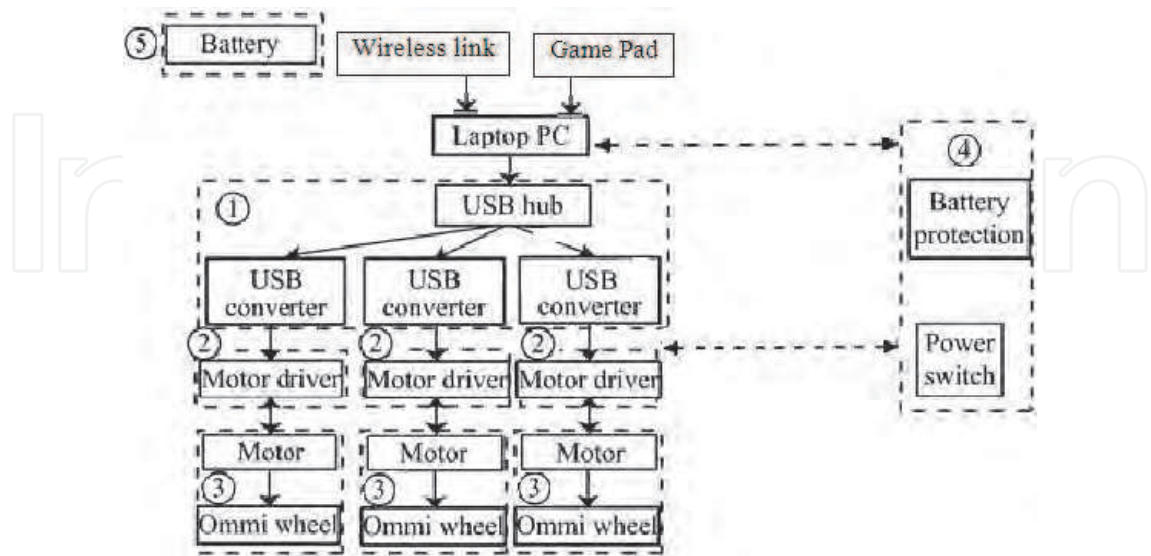 ⑤ Battery
Wireless link
Game Pad
Laptop PC
④
① USB hub
Battery
protection
USB
converter
USB
converter
USB
converter
② ② ②
Motor driver
Motor driver
Motor driver
Power
switch
Motor
Motor
Motor
③ ③ ③
Ommi wheel
Ommi wheel
Ommi wheel